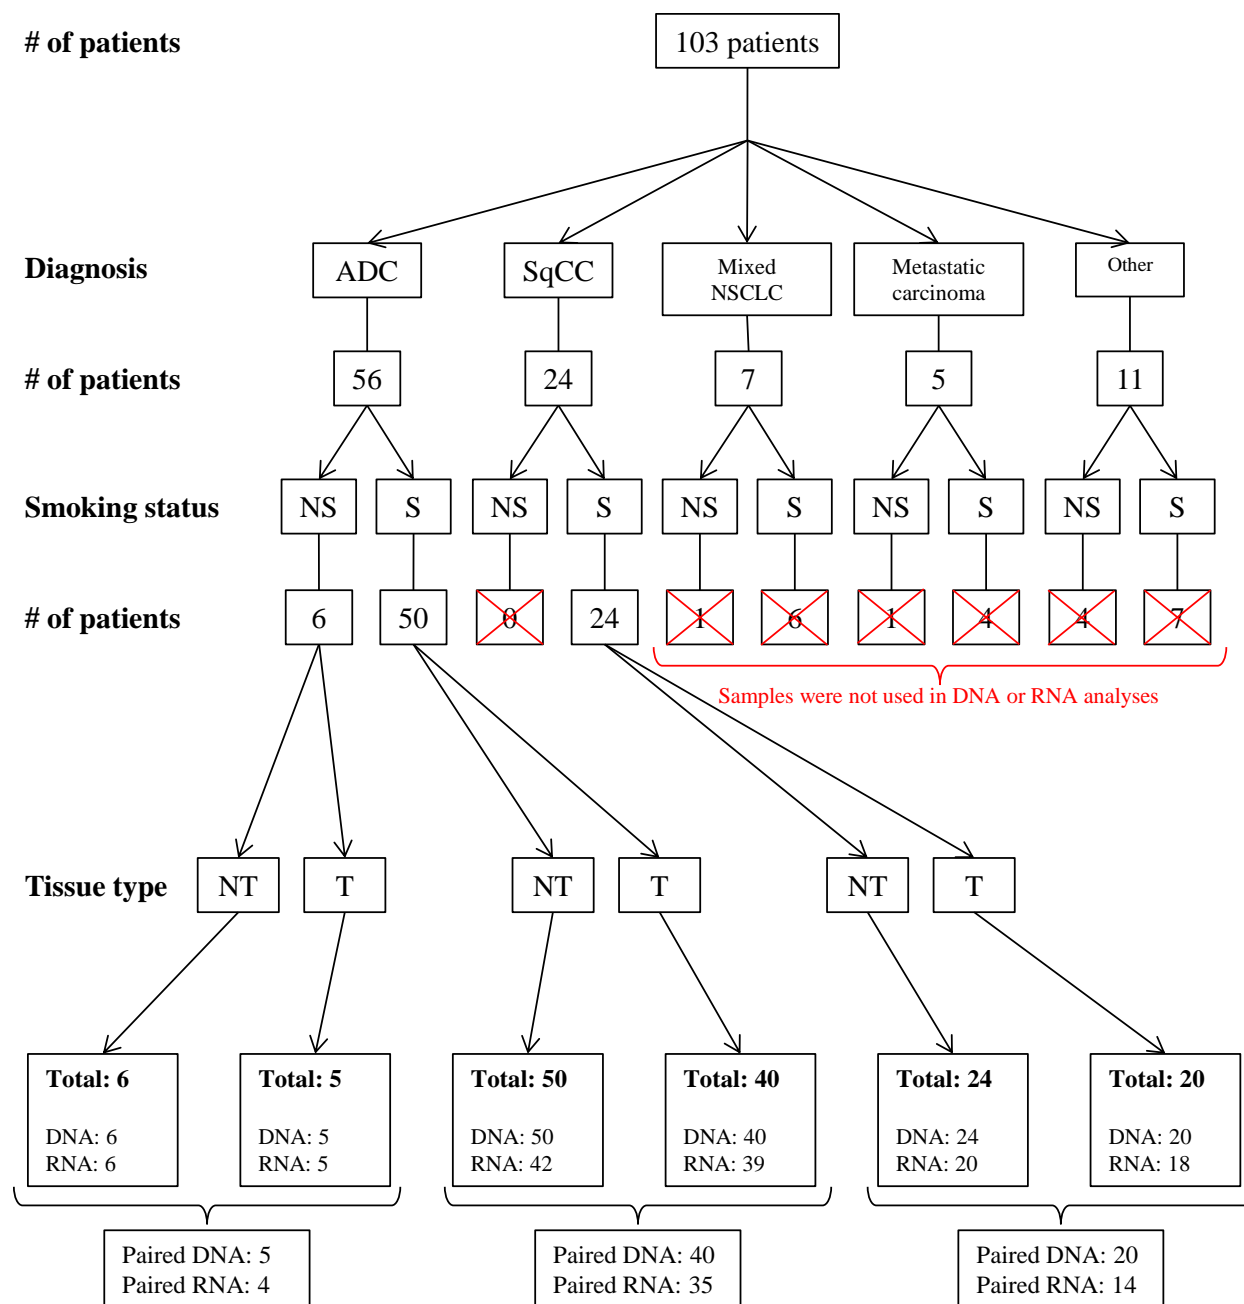 # of patients
103 patients
Diagnosis
ADC
SqCC
Mixed
NSCLC
Metastatic
carcinoma
Other
# of patients
56
24
7
5
11
Smoking status
NS
S
NS
S
NS
S
NS
S
NS
S
# of patients
6
50
0
24
1
6
1
4
4
7
Samples were not used in DNA or RNA analyses
Tissue type
NT
T
NT
T
NT
T
Total: 6
DNA: 6
RNA: 6
Total: 5
DNA: 5
RNA: 5
Total: 50
DNA: 50
RNA: 42
Total: 40
DNA: 40
RNA: 39
Total: 24
DNA: 24
RNA: 20
Total: 20
DNA: 20
RNA: 18
Paired DNA: 5
Paired RNA: 4
Paired DNA: 40
Paired RNA: 35
Paired DNA: 20
Paired RNA: 14